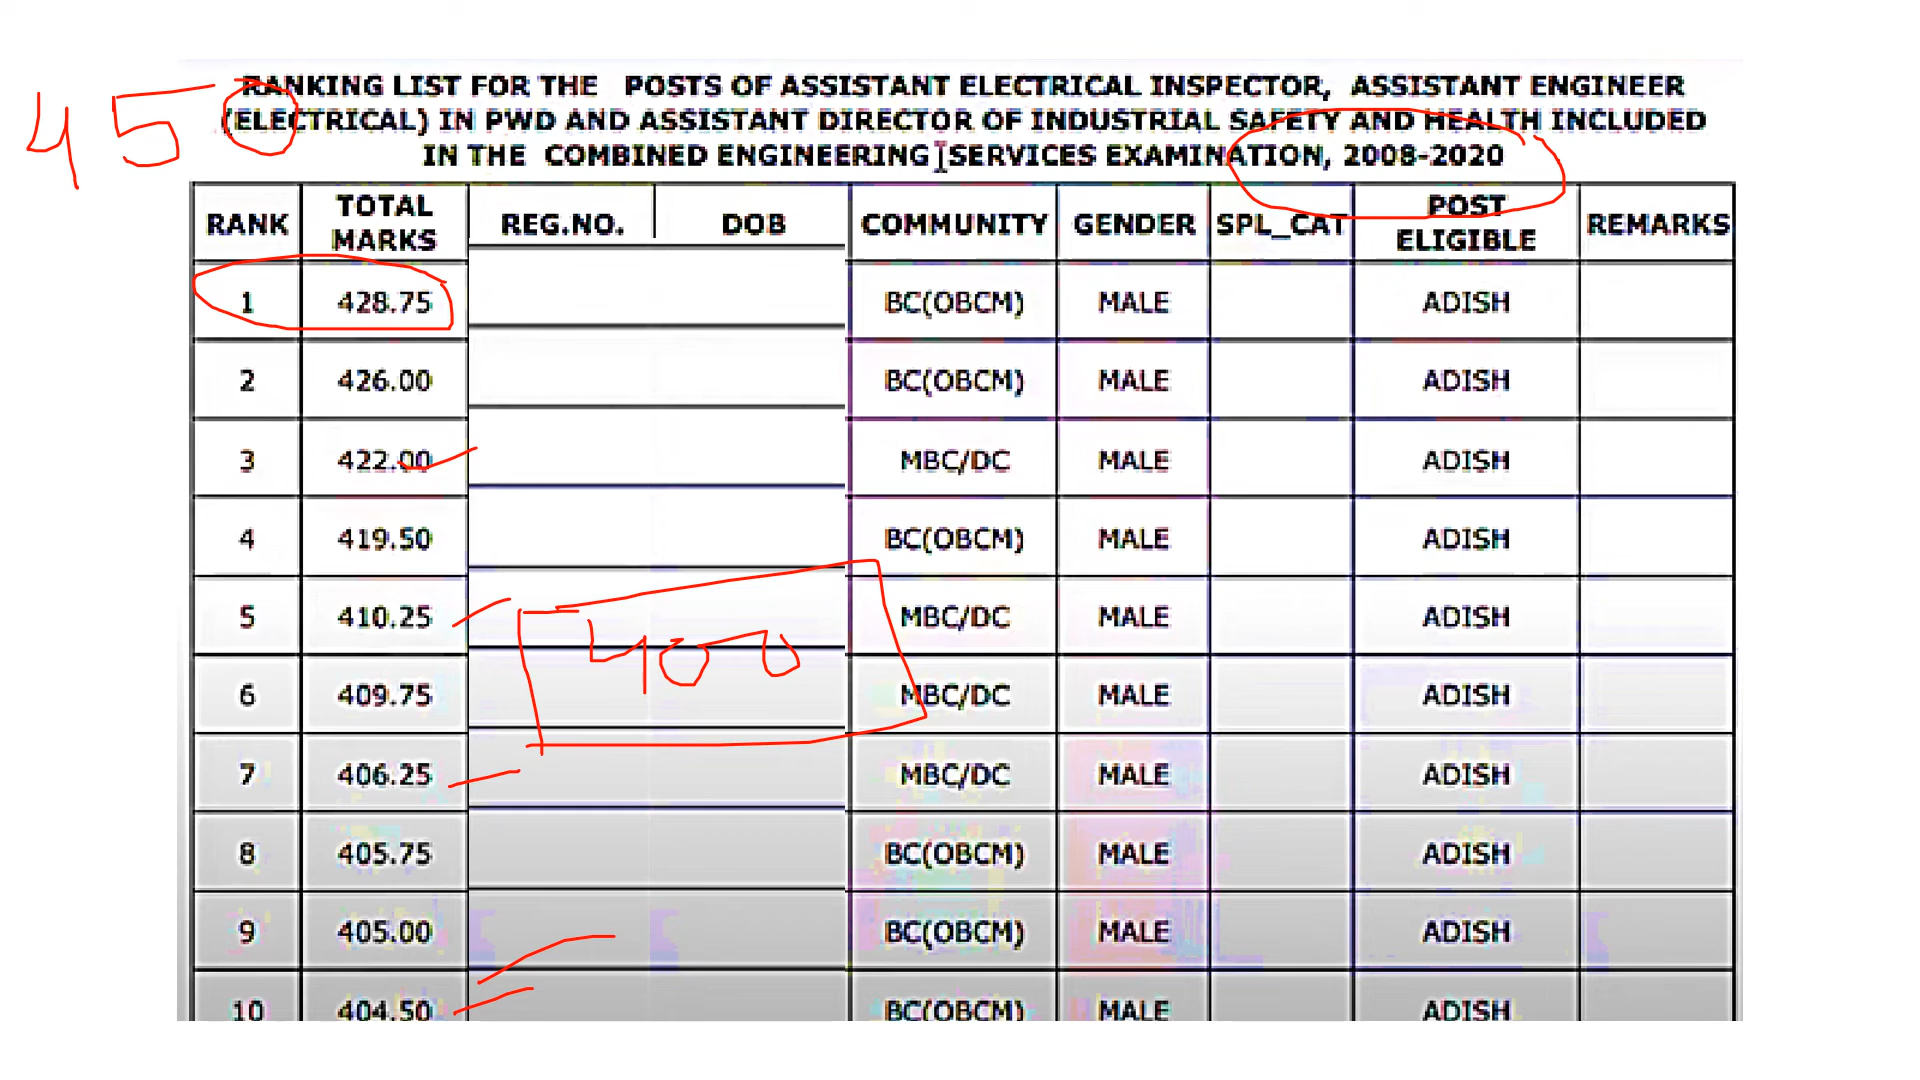 450
RANKING LIST FOR THE POSTS OF ASSISTANT ELECTRICAL INSPECTOR, ASSISTANT ENGINEER
(ELECTRICAL) IN PWD AND ASSISTANT DIRECTOR OF INDUSTRIAL SAFETY AND HEALTH INCLUDED
IN THE COMBINED ENGINEERING SERVICES EXAMINATION, 2008-2020
RANK TOTAL MARKS REG.NO. DOB COMMUNITY GENDER SPL_CAT POST ELIGIBLE REMARKS
1 428.75 BC(OBCM) MALE ADISH
2 426.00 BC(OBCM) MALE ADISH
3 422.00 MBC/DC MALE ADISH
4 419.50 BC(OBCM) MALE ADISH
5 410.25 MBC/DC MALE ADISH
400
6 409.75 MBC/DC MALE ADISH
7 406.25 MBC/DC MALE ADISH
8 405.75 BC(OBCM) MALE ADISH
9 405.00 BC(OBCM) MALE ADISH
10 404.50 BC(OBCM) MALE ADISH